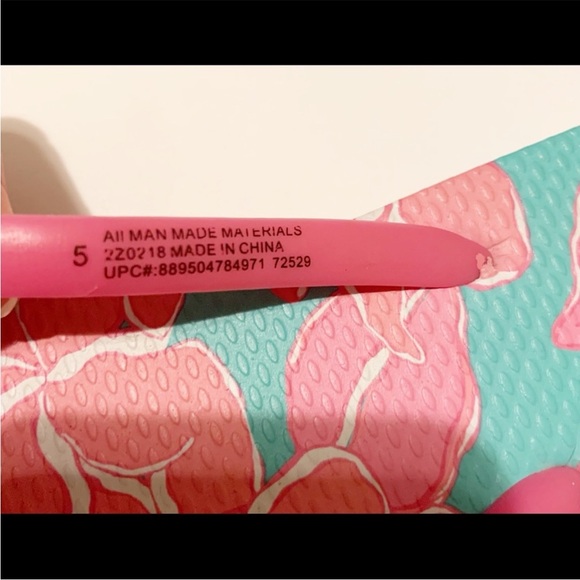 5
All MAN MADE MATERIALS
2Z0218 MADE IN CHINA
UPC#:889504784971 72529